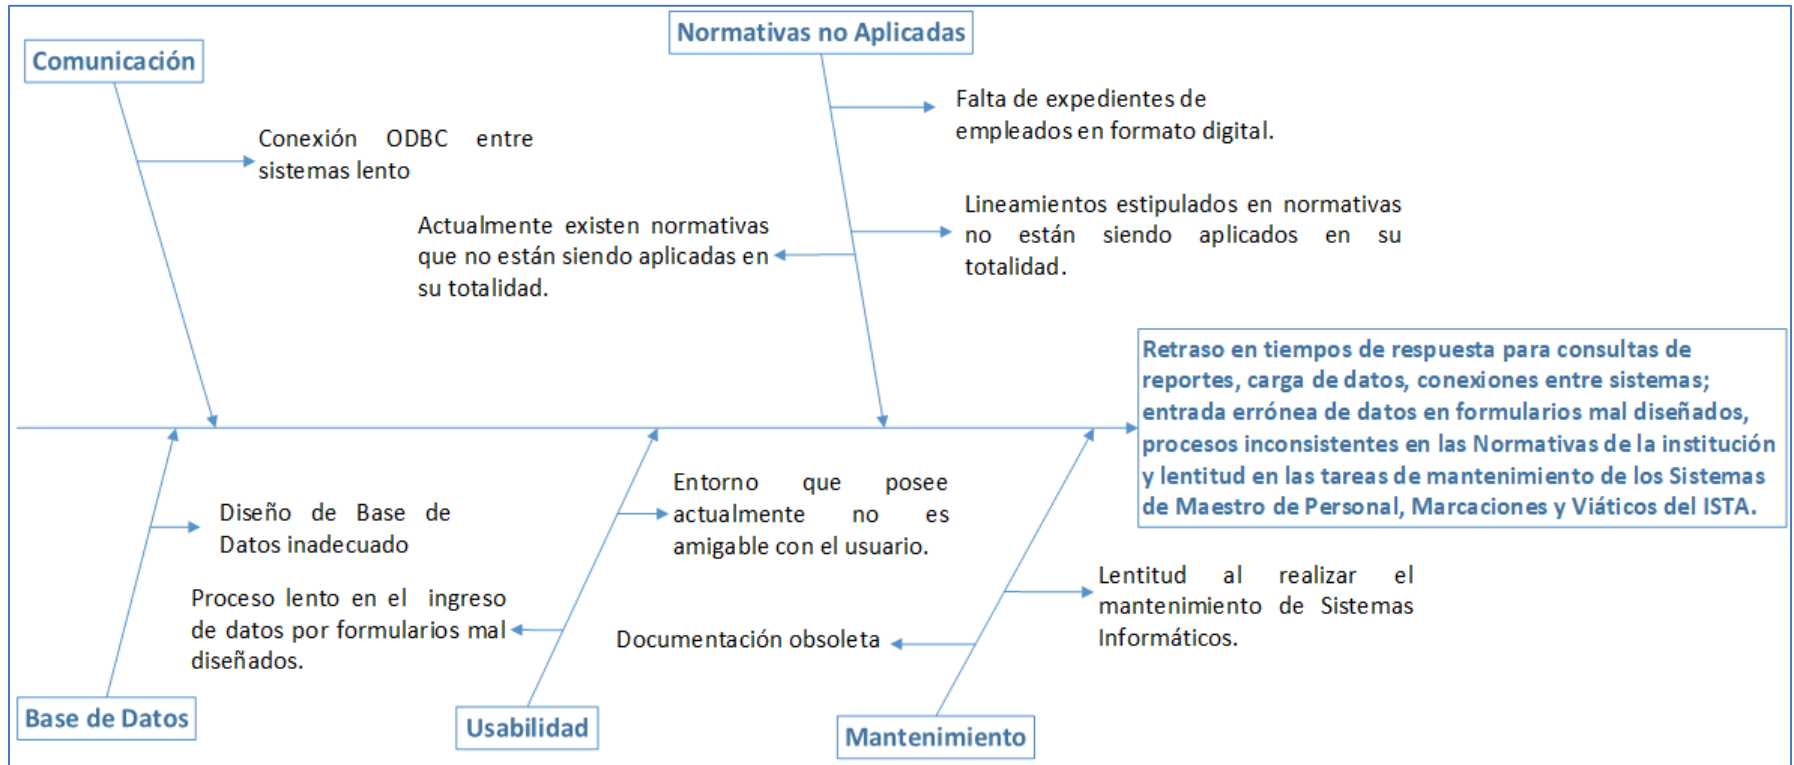 Comunicación
Normativas no Aplicadas
Conexión ODBC entre
sistemas lento
Falta de expedientes de
empleados en formato digital.
Actualmente existen normativas
que no están siendo aplicadas en
su totalidad.
Lineamientos estipulados en normativas
no están siendo aplicados en su
totalidad.
Retraso en tiempos de respuesta para consultas de
reportes, carga de datos, conexiones entre sistemas;
entrada errónea de datos en formularios mal diseñados,
procesos inconsistentes en las Normativas de la institución
y lentitud en las tareas de mantenimiento de los Sistemas
de Maestro de Personal, Marcaciones y Viáticos del ISTA.
Diseño de Base de
Datos inadecuado
Proceso lento en el ingreso
de datos por formularios mal
diseñados.
Entorno que posee
actualmente no es
amigable con el usuario.
Documentación obsoleta
Lentitud al realizar el
mantenimiento de Sistemas
Informáticos.
Base de Datos
Usabilidad
Mantenimiento